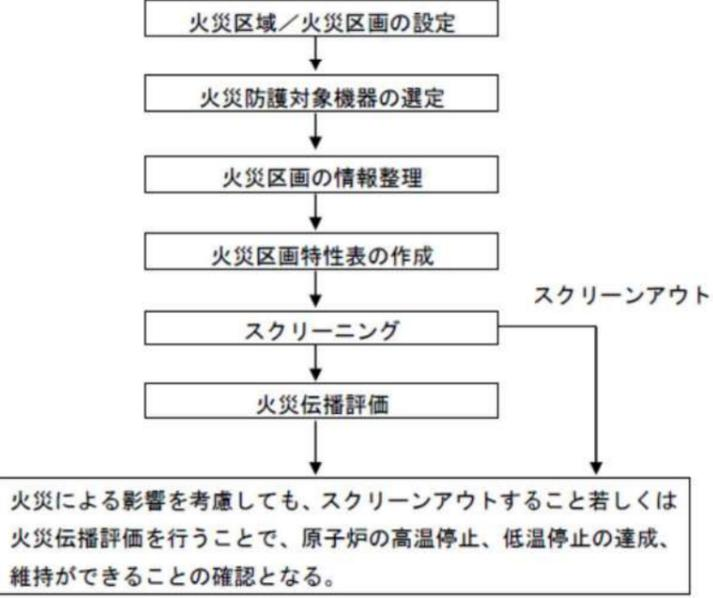 火災区域／火災区画の設定
火災防護対象機器の選定
火災区画の情報整理
火災区画特性表の作成
スクリーンアウト
スクリーニング
火災伝播評価
火災による影響を考慮しても、スクリーンアウトすること若しくは
火災伝播評価を行うことで、原子炉の高温停止、低温停止の達成、
維持ができることの確認となる。